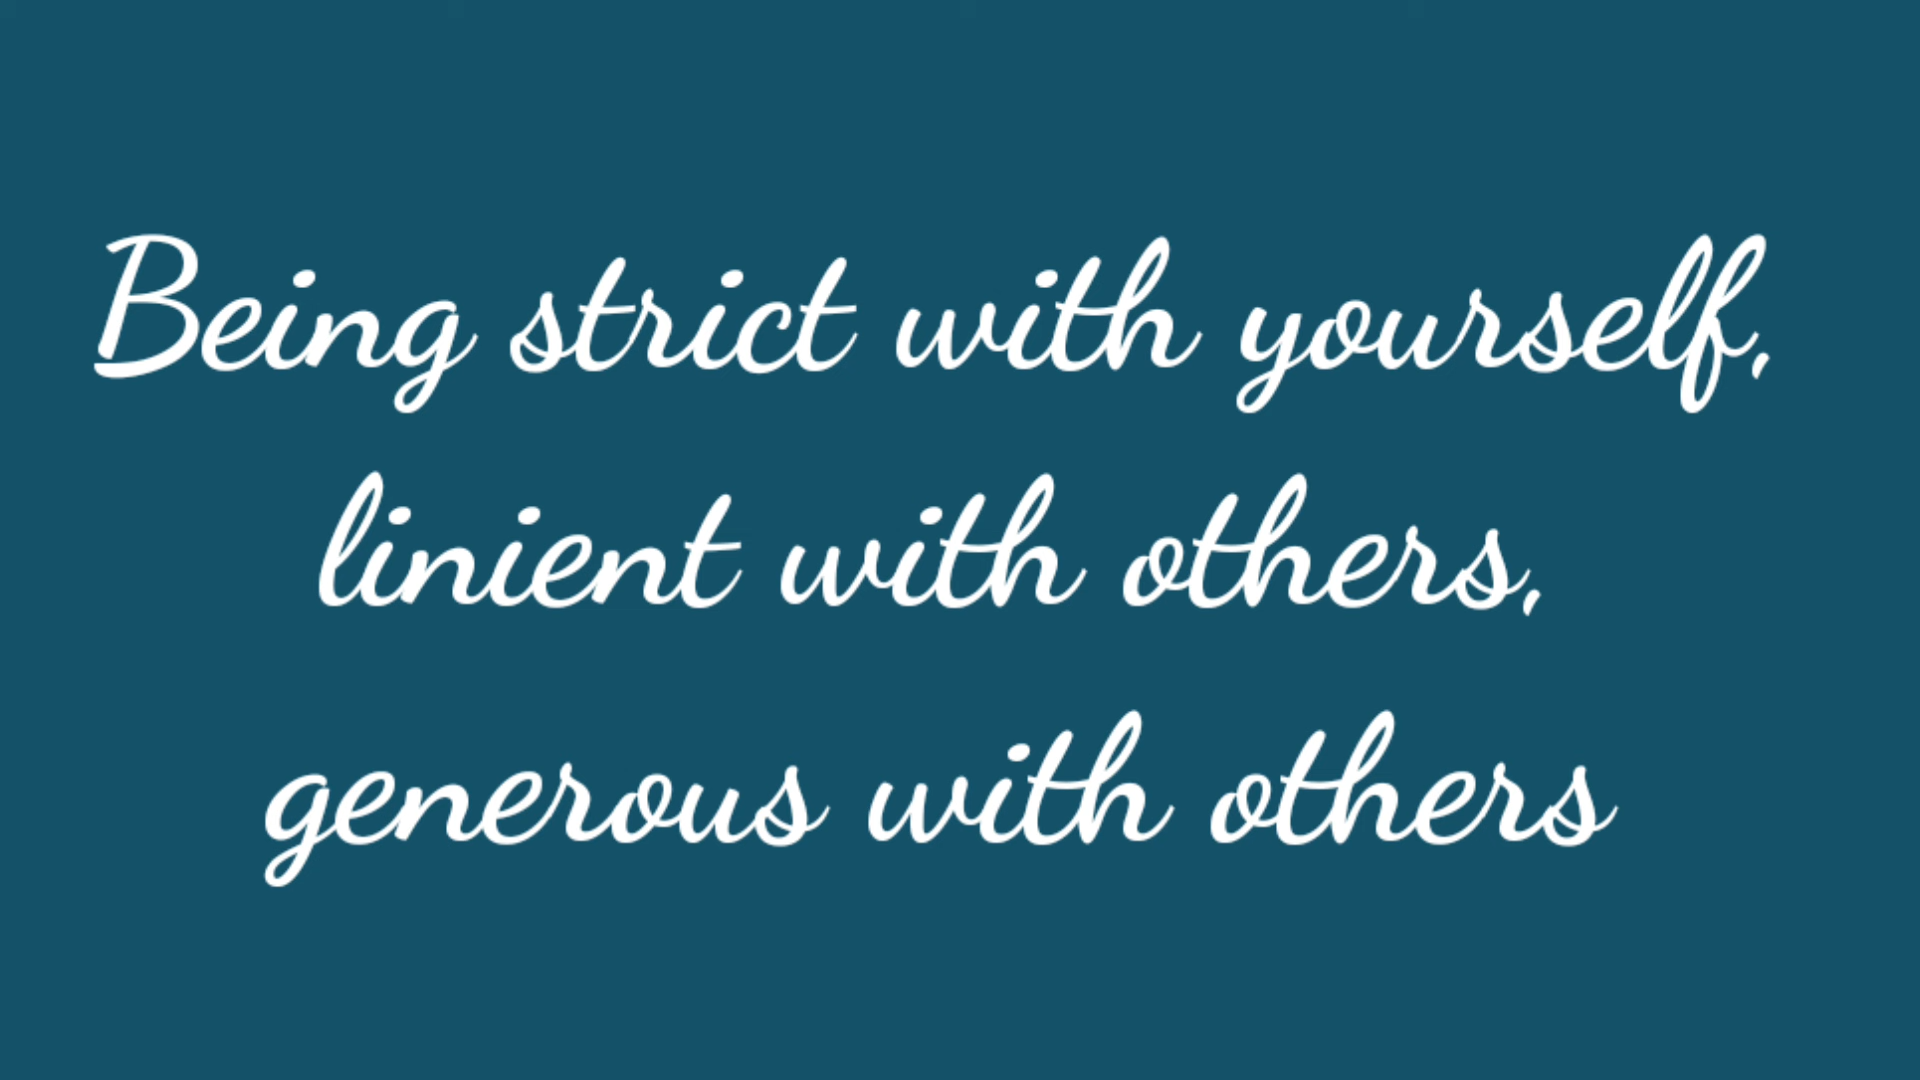 Being strict with yourself,
linient with others,
generous with others